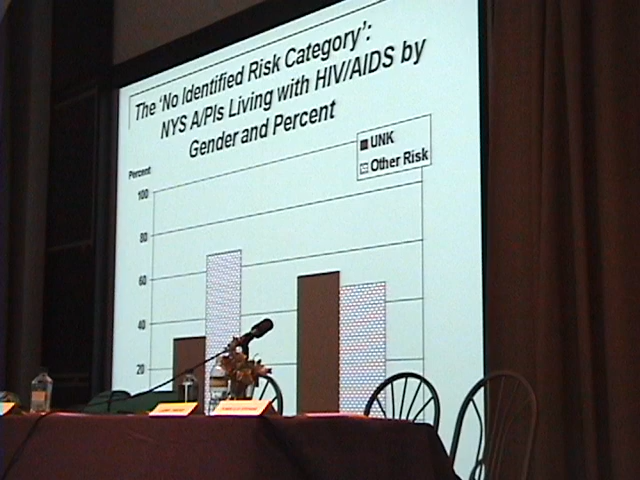 The 'No Identified Risk Category':
NYS A/PIs Living with HIV/AIDS by
Gender and Percent
UNK
Other Risk
Percent
100
80
60
40
20